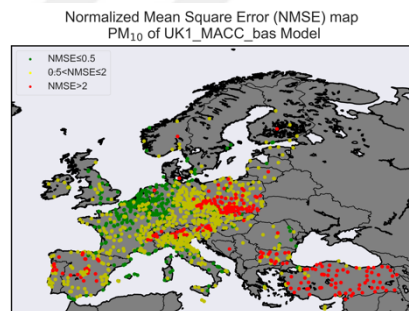 Normalized Mean Square Error (NMSE) map
PM₁₀ of UK1_MACC_bas Model
NMSE≤0.5
0.5<NMSE≤2
NMSE>2